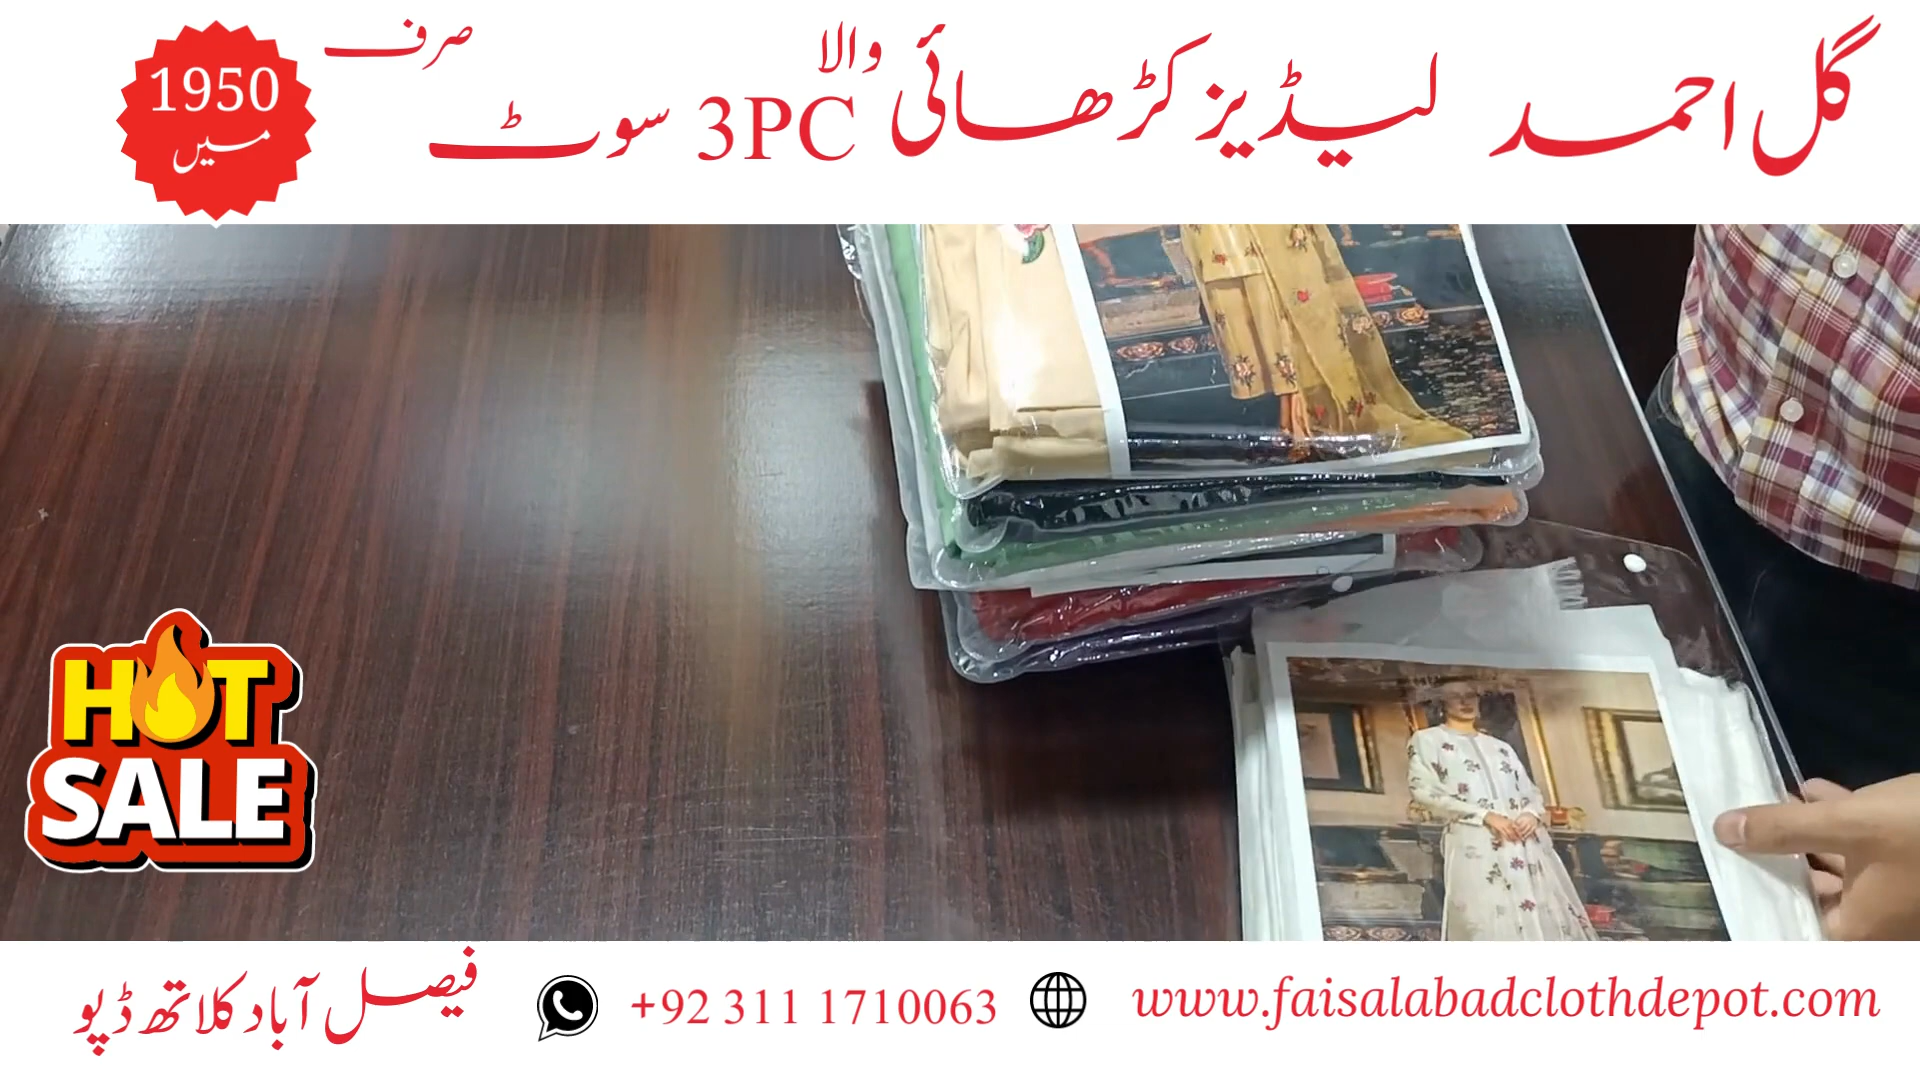 گل احمد لیڈیز کڑھائی والا 3PC سوٹ صرف
1950
میں
HOT
SALE
فیصل آباد کلاتھ ڈپو
+92 311 1710063
www.faisalabadclothdepot.com